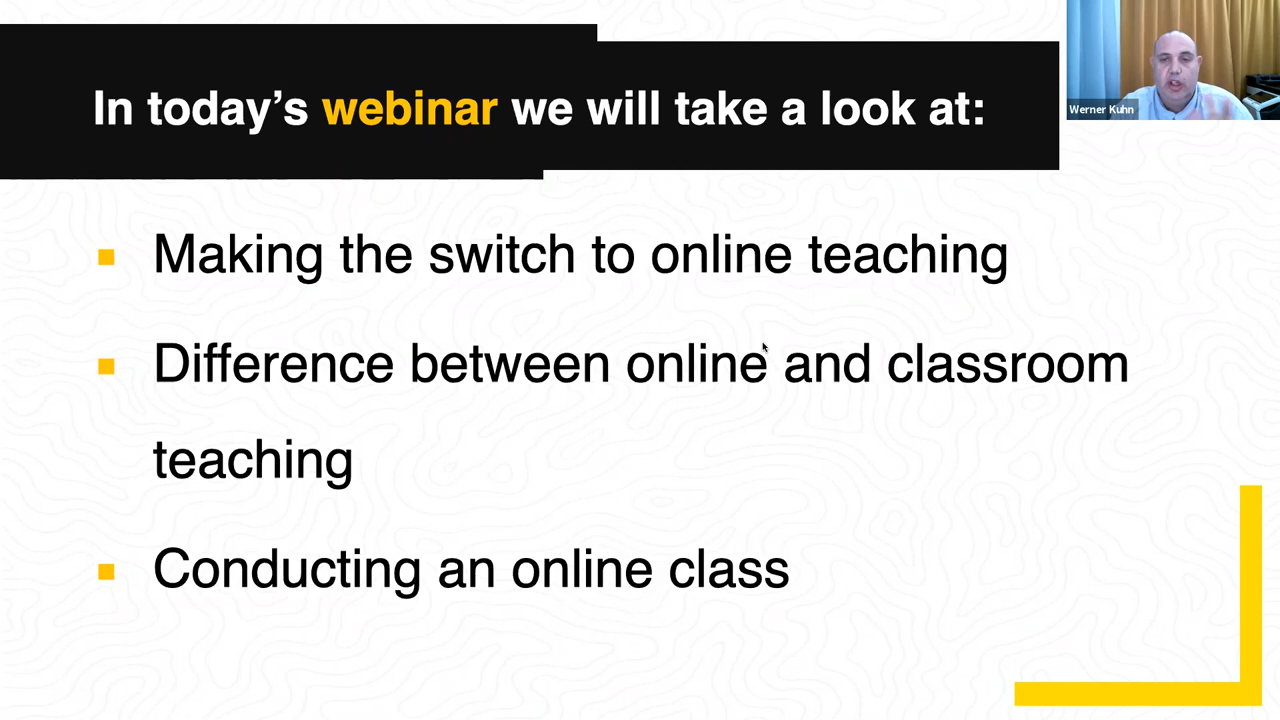 In today’s webinar we will take a look at:
Werner Kuhn
Making the switch to online teaching
Difference between online and classroom
teaching
Conducting an online class